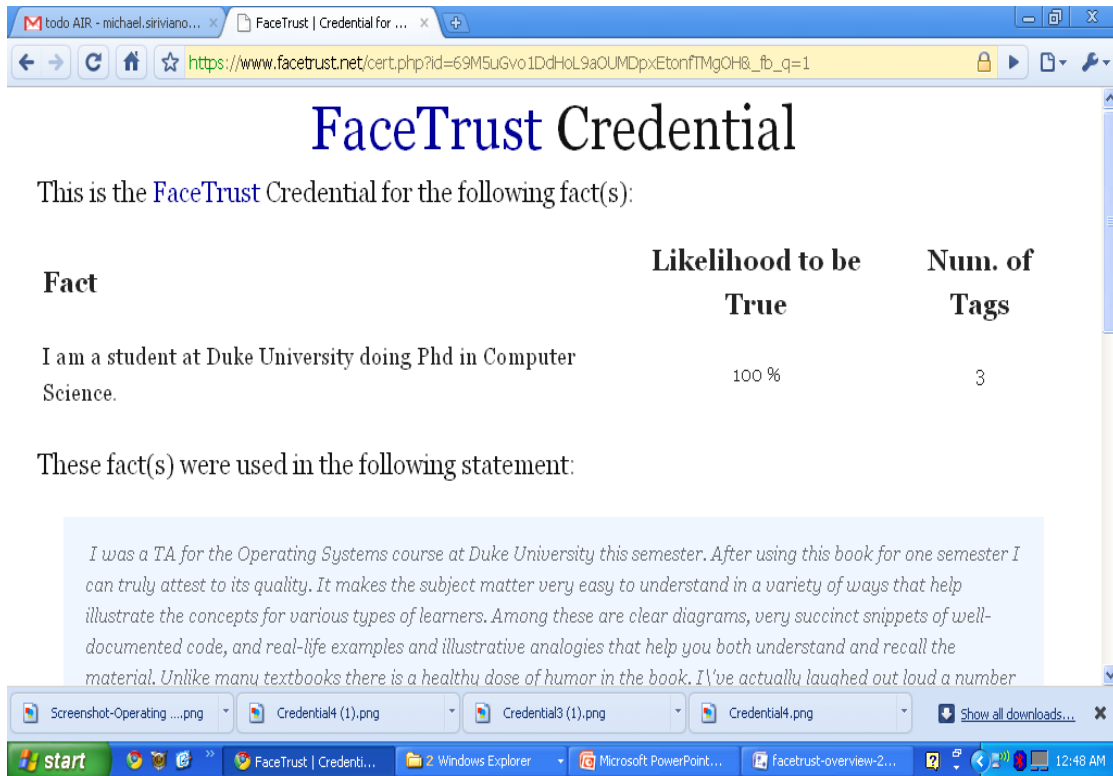 todo AIR - michael.siriviano...
FaceTrust | Credential for ...
https://www.facetrust.net/cert.php?id=69M5uGvo1DdHoL9aOUMDpxEtonfTMgOH&_fb_q=1
FaceTrust Credential
This is the FaceTrust Credential for the following fact(s):
Fact
Likelihood to be
True
Num. of
Tags
I am a student at Duke University doing Phd in Computer
Science.
100 %
3
These fact(s) were used in the following statement:
I was a TA for the Operating Systems course at Duke University this semester. After using this book for one semester I
can truly attest to its quality. It makes the subject matter very easy to understand in a variety of ways that help
illustrate the concepts for various types of learners. Among these are clear diagrams, very succinct snippets of well-
documented code, and real-life examples and illustrative analogies that help you both understand and recall the
material. Unlike many textbooks there is a healthy dose of humor in the book. I\'ve actually laughed out loud a number
Screenshot-Operating ....png
Credential4 (1).png
Credential3 (1).png
Credential4.png
Show all downloads...
start
FaceTrust | Credenti...
2 Windows Explorer
Microsoft PowerPoint...
facetrust-overview-2...
12:48 AM